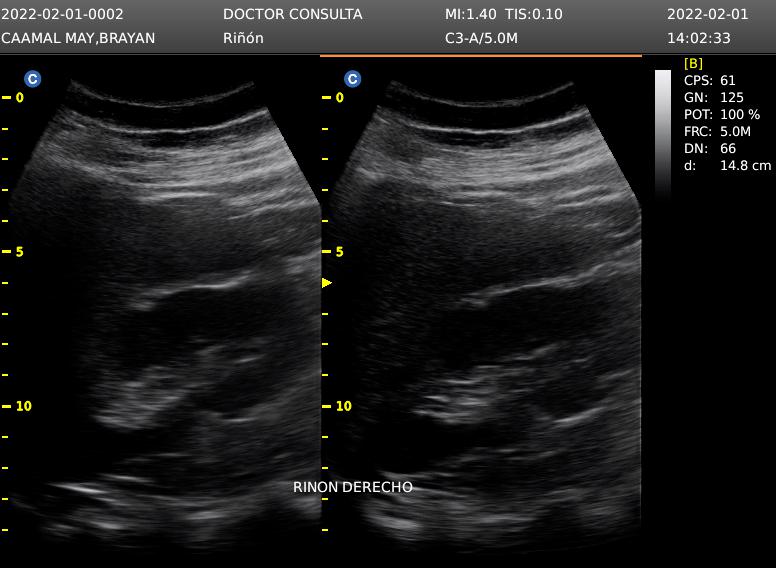 2022-02-01-0002 DOCTOR CONSULTA MI:1.40 TIS:0.10 2022-02-01
CAAMAL MAY,BRAYAN Riñón C3-A/5.0M 14:02:33
[B]
CPS: 61
GN: 125
POT: 100 %
FRC: 5.0M
DN: 66
d: 14.8 cm
C C
0 0
5 5
10 10
RINON DERECHO